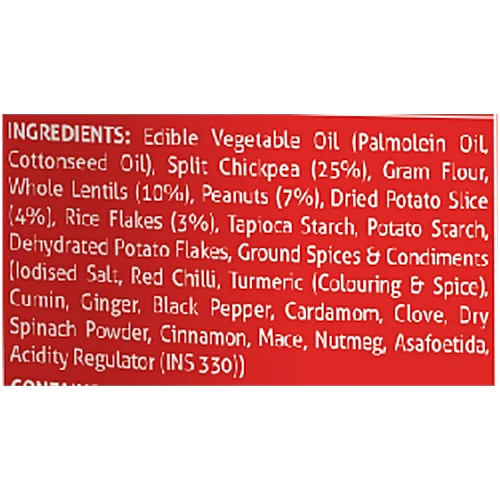 INGREDIENTS: Edible Vegetable Oil (Palmolein Oil,
Cottonseed Oil), Split Chickpea (25%), Gram Flour,
Whole Lentils (10%), Peanuts (7%), Dried Potato Slice
(4%), Rice Flakes (3%), Tapioca Starch, Potato Starch,
Dehydrated Potato Flakes, Ground Spices & Condiments
(Iodised Salt, Red Chilli, Turmeric (Colouring & Spice),
Cumin, Ginger, Black Pepper, Cardamom, Clove, Dry
Spinach Powder, Cinnamon, Mace, Nutmeg, Asafoetida,
Acidity Regulator (INS 330))